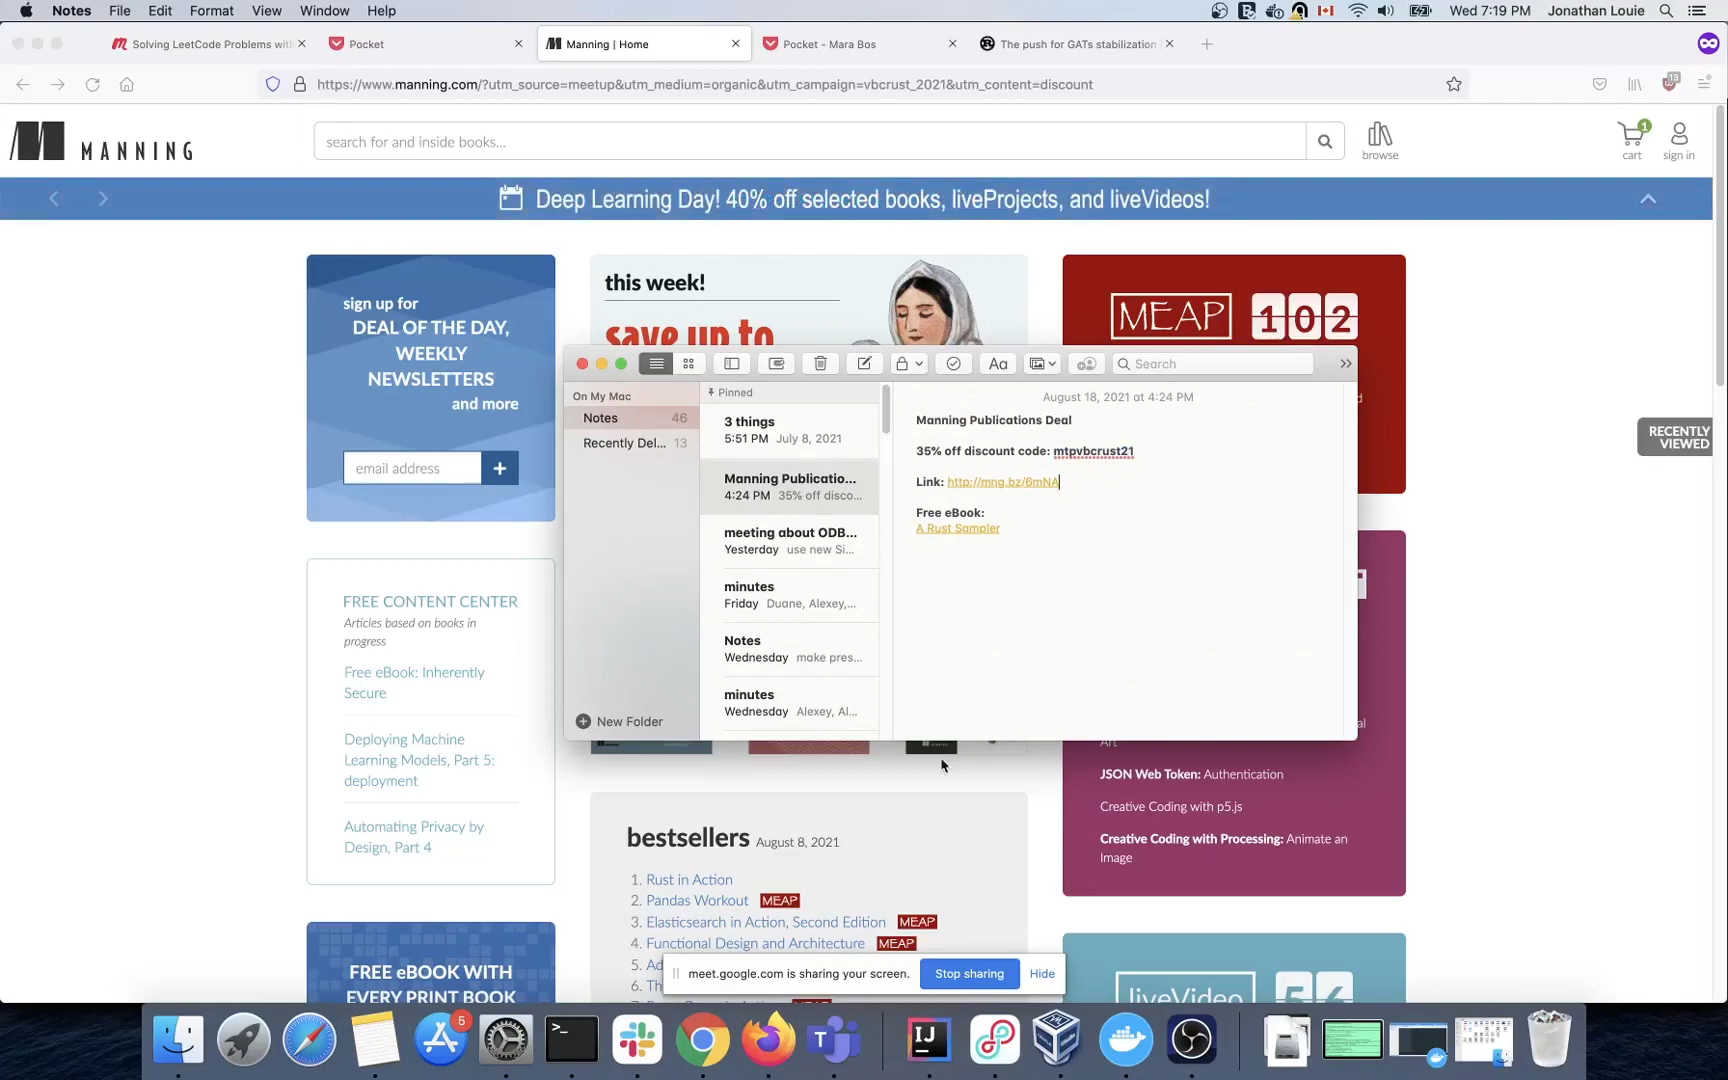 Notes File Edit Format View Window Help
Wed 7:19 PM Jonathan Louie
Solving LeetCode Problems with
Pocket
Manning | Home
Pocket - Mara Bos
The push for GATs stabilization
13
https://www.manning.com/?utm_source=meetup&utm_medium=organic&utm_campaign=vbcrust_2021&utm_content=discount
MANNING
search for and inside books...
browse
1
cart
sign in
Deep Learning Day! 40% off selected books, liveProjects, and liveVideos!
sign up for
DEAL OF THE DAY,
WEEKLY
NEWSLETTERS
and more
email address
this week!
save up to
MEAP 102
RECENTLY
VIEWED
Search
On My Mac
Notes 46
Recently Del... 13
New Folder
Pinned
3 things
5:51 PM July 8, 2021
Manning Publicatio...
4:24 PM 35% off disco...
meeting about ODB...
Yesterday use new Si...
minutes
Friday Duane, Alexey,...
Notes
Wednesday make pres...
minutes
Wednesday Alexey, Al...
August 18, 2021 at 4:24 PM
Manning Publications Deal
35% off discount code: mtpvbcrust21
Link: http://mng.bz/6mNA
Free eBook:
A Rust Sampler
FREE CONTENT CENTER
Articles based on books in
progress
Free eBook: Inherently
Secure
Deploying Machine
Learning Models, Part 5:
deployment
Automating Privacy by
Design, Part 4
FREE eBOOK WITH
EVERY PRINT BOOK
bestsellers August 8, 2021
1. Rust in Action
2. Pandas Workout MEAP
3. Elasticsearch in Action, Second Edition MEAP
4. Functional Design and Architecture MEAP
5. Ad
6. Th
Art
JSON Web Token: Authentication
Creative Coding with p5.js
Creative Coding with Processing: Animate an
Image
liveVideo 56
meet.google.com is sharing your screen. Stop sharing Hide
5